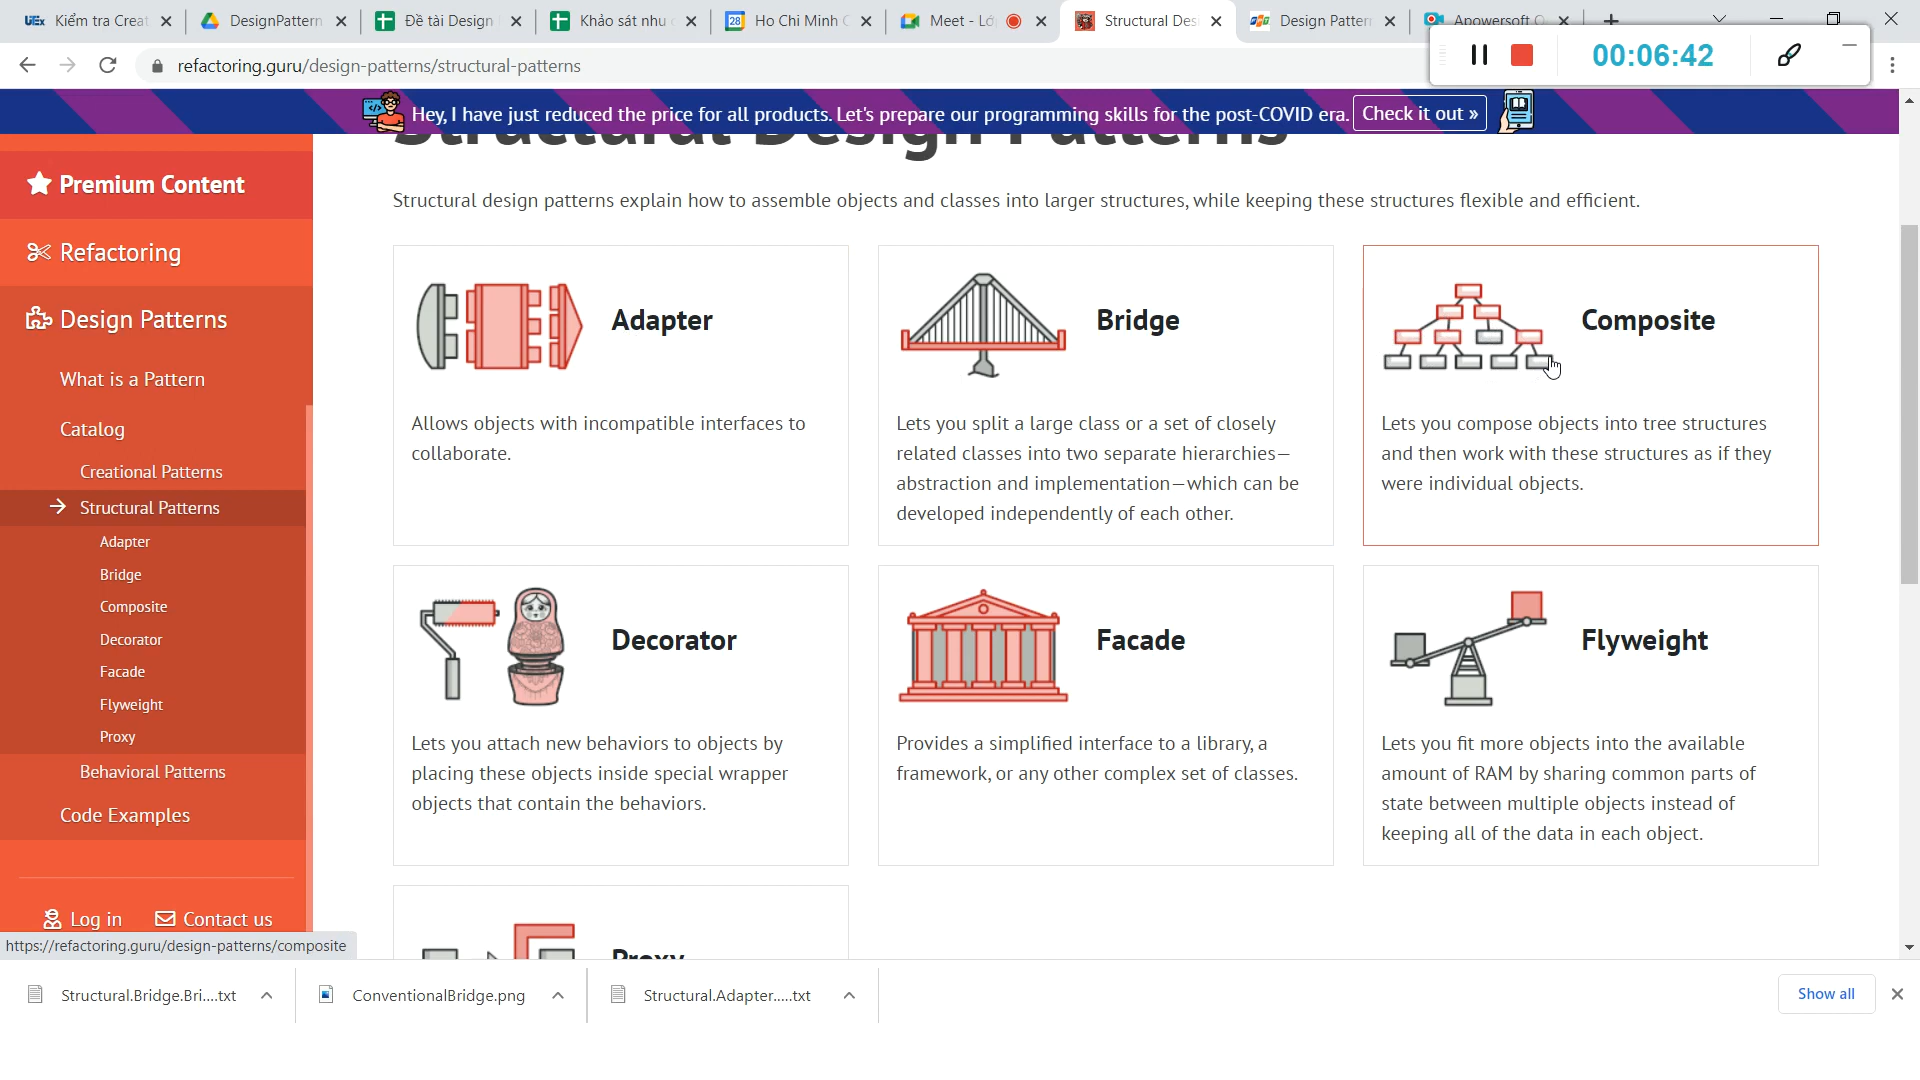 Kiểm tra Creat
DesignPattern
Đề tài Design
Khảo sát nhu c
Ho Chi Minh C
Meet - Lớ
Structural Des
Design Patter
Apowersoft O
refactoring.guru/design-patterns/structural-patterns
00:06:42
Hey, I have just reduced the price for all products. Let's prepare our programming skills for the post-COVID era.
Check it out »
Structural Design Patterns
Premium Content
Refactoring
Design Patterns
What is a Pattern
Catalog
Creational Patterns
Structural Patterns
Adapter
Bridge
Composite
Decorator
Facade
Flyweight
Proxy
Behavioral Patterns
Code Examples
Log in
Contact us
Structural design patterns explain how to assemble objects and classes into larger structures, while keeping these structures flexible and efficient.
Adapter
Allows objects with incompatible interfaces to
collaborate.
Bridge
Lets you split a large class or a set of closely
related classes into two separate hierarchies—
abstraction and implementation—which can be
developed independently of each other.
Composite
Lets you compose objects into tree structures
and then work with these structures as if they
were individual objects.
Decorator
Lets you attach new behaviors to objects by
placing these objects inside special wrapper
objects that contain the behaviors.
Facade
Provides a simplified interface to a library, a
framework, or any other complex set of classes.
Flyweight
Lets you fit more objects into the available
amount of RAM by sharing common parts of
state between multiple objects instead of
keeping all of the data in each object.
Proxy
https://refactoring.guru/design-patterns/composite
Structural.Bridge.Bri....txt
ConventionalBridge.png
Structural.Adapter.....txt
Show all